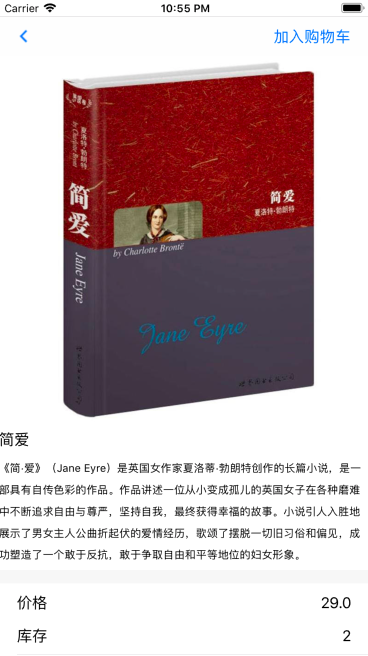 Carrier
10:55 PM
加入购物车
夏洛特·勃朗特
by Charlotte Brontë
简爱
Jane Eyre
简爱
夏洛特·勃朗特
by Charlotte Brontë
Jane Eyre
世界图书出版公司
简爱
《简·爱》（Jane Eyre）是英国女作家夏洛蒂·勃朗特创作的长篇小说，是一
部具有自传色彩的作品。作品讲述一位从小变成孤儿的英国女子在各种磨难
中不断追求自由与尊严，坚持自我，最终获得幸福的故事。小说引人入胜地
展示了男女主人公曲折起伏的爱情经历，歌颂了摆脱一切旧习俗和偏见，成
功塑造了一个敢于反抗，敢于争取自由和平等地位的妇女形象。
价格
29.0
库存
2